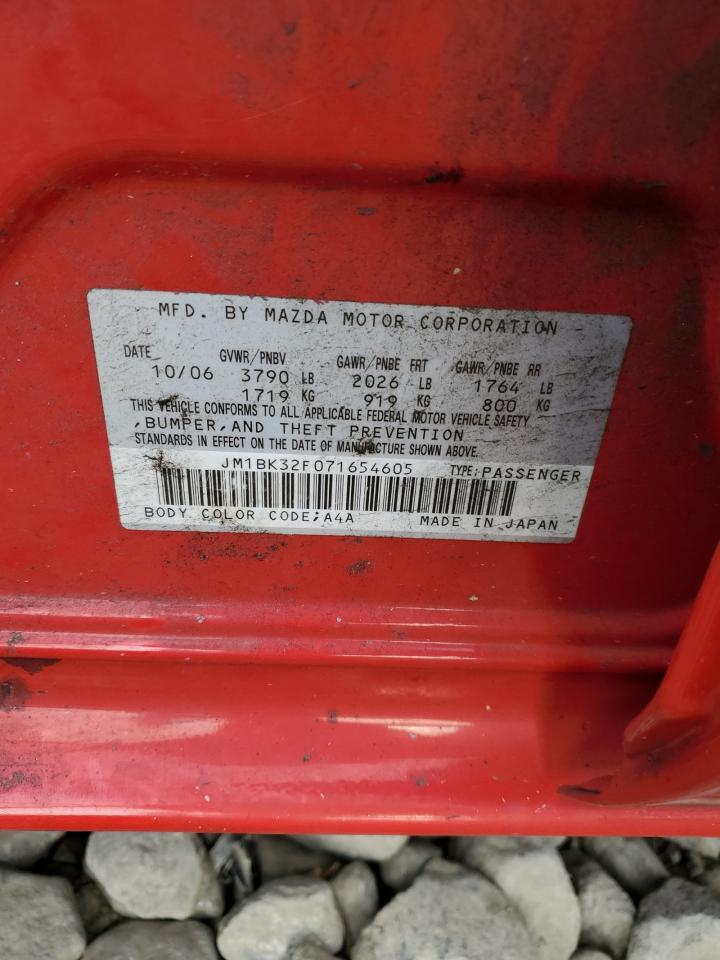 MFD. BY MAZDA MOTOR CORPORATION
DATE GVWR/PNBV GAWR/PNBE FRT GAWR/PNBE RR
10/06 3790 LB 2026 LB 1764 LB
1719 KG 919 KG 800 KG
THIS VEHICLE CONFORMS TO ALL APPLICABLE FEDERAL MOTOR VEHICLE SAFETY
,BUMPER,AND THEFT PREVENTION
STANDARDS IN EFFECT ON THE DATE OF MANUFACTURE SHOWN ABOVE.
JM1BK32F071654605 TYPE:PASSENGER
BODY COLOR CODE;A4A MADE IN JAPAN